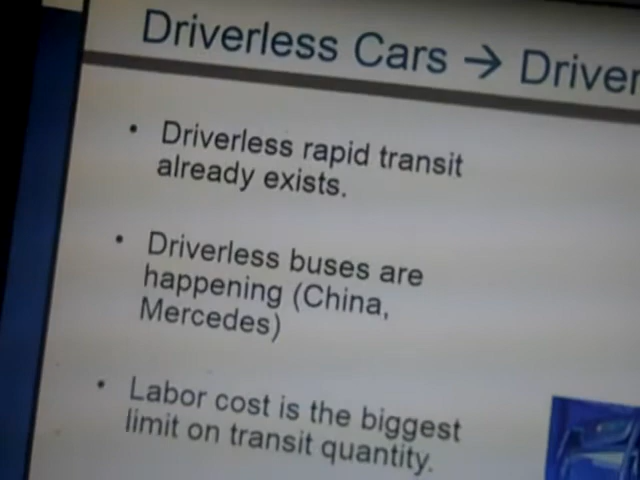 Driverless Cars → Driver
• Driverless rapid transit
already exists.
• Driverless buses are
happening (China,
Mercedes)
• Labor cost is the biggest
limit on transit quantity.